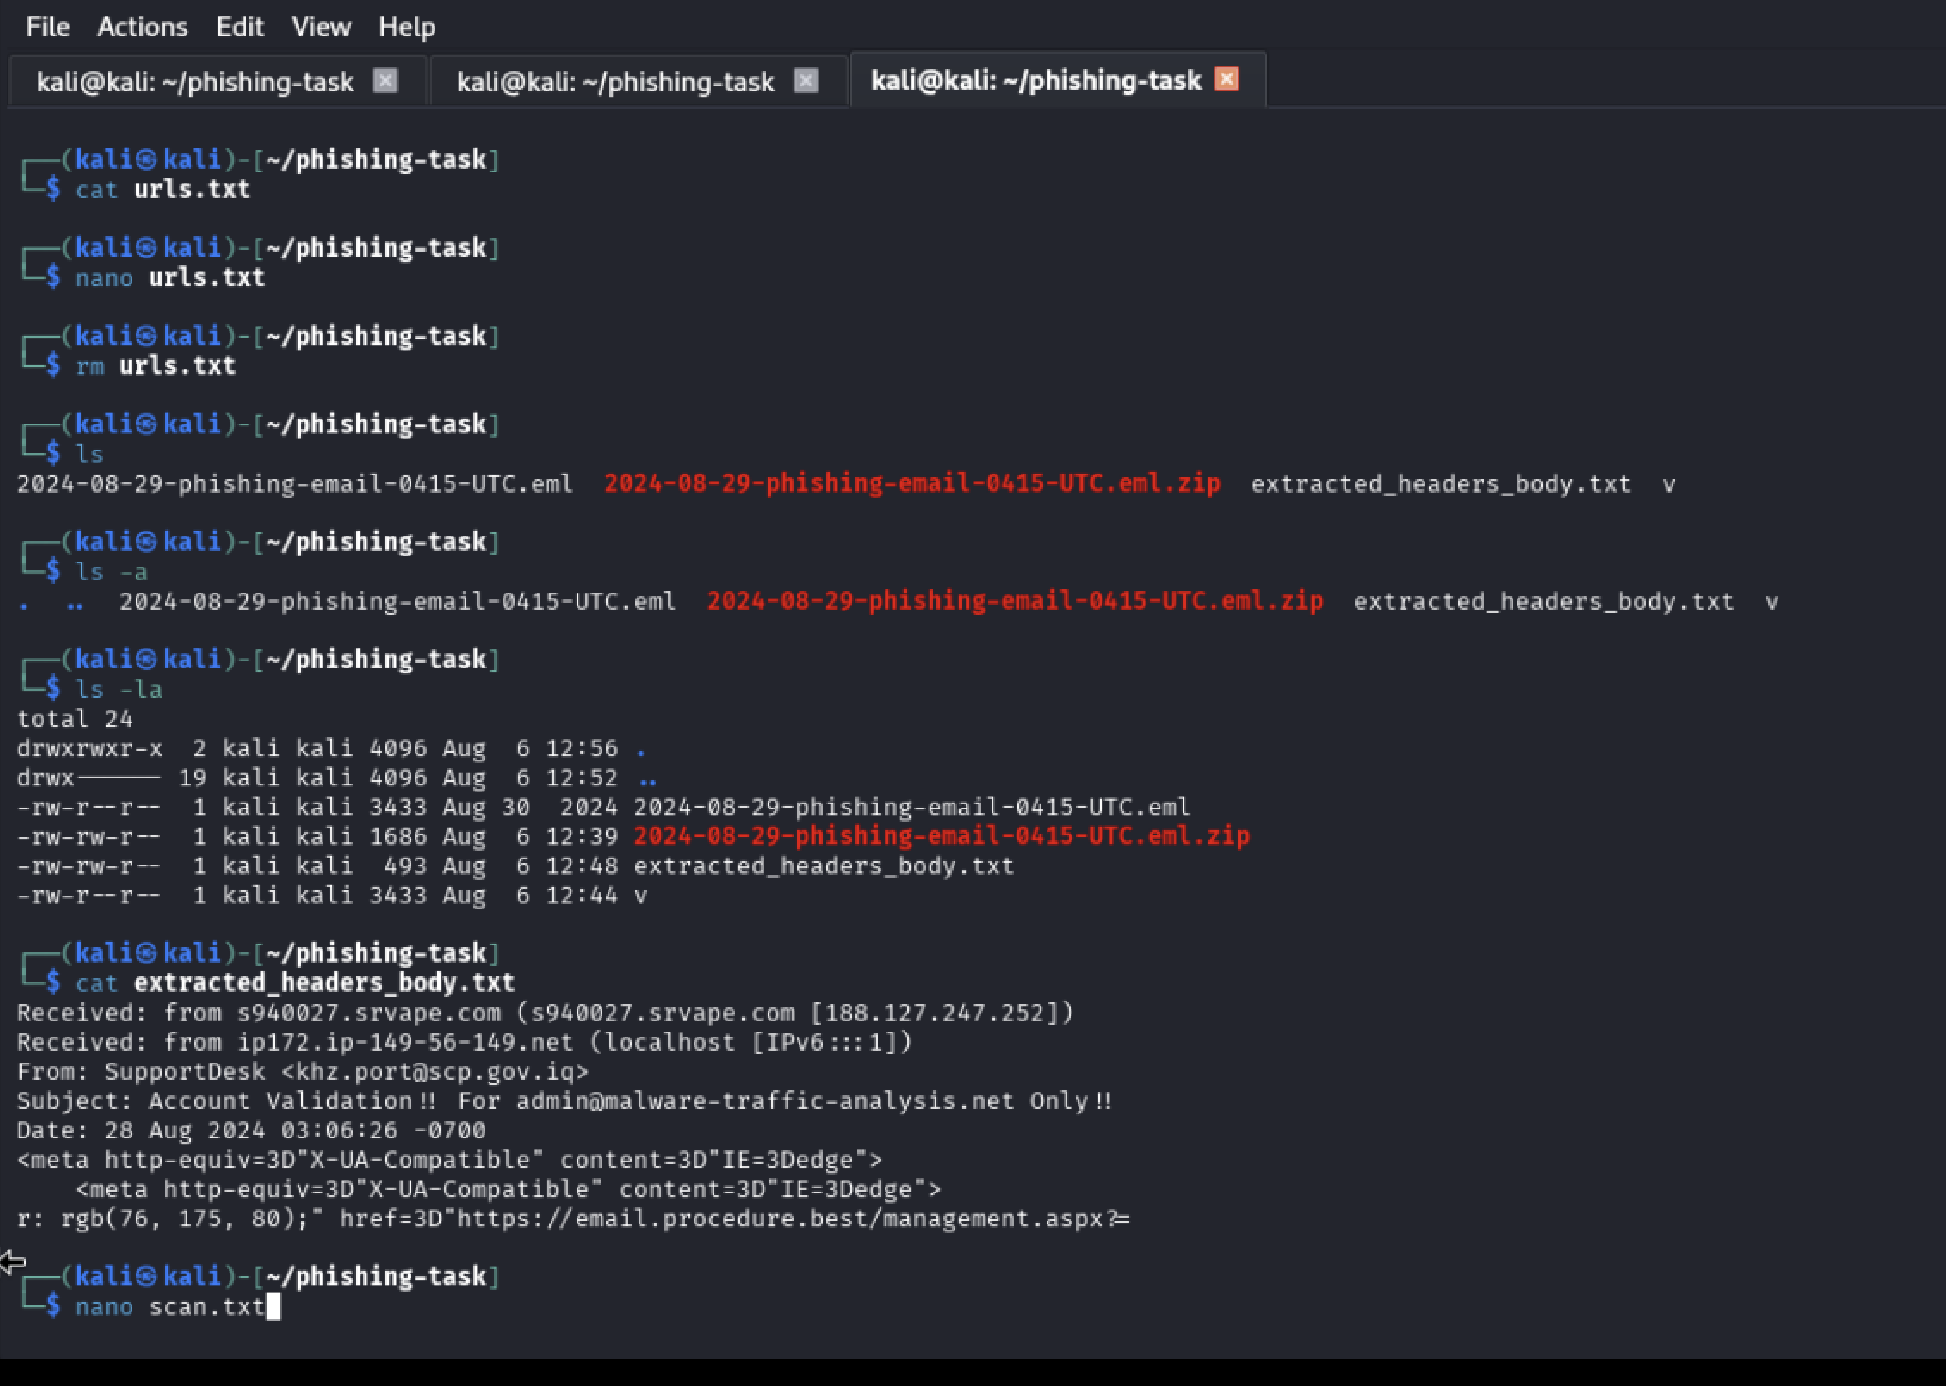 File Actions Edit View Help
kali@kali: ~/phishing-task kali@kali: ~/phishing-task kali@kali: ~/phishing-task
┌──(kali㉿kali)-[~/phishing-task]
└─$ cat urls.txt
┌──(kali㉿kali)-[~/phishing-task]
└─$ nano urls.txt
┌──(kali㉿kali)-[~/phishing-task]
└─$ rm urls.txt
┌──(kali㉿kali)-[~/phishing-task]
└─$ ls
2024-08-29-phishing-email-0415-UTC.eml 2024-08-29-phishing-email-0415-UTC.eml.zip extracted_headers_body.txt v
┌──(kali㉿kali)-[~/phishing-task]
└─$ ls -a
. .. 2024-08-29-phishing-email-0415-UTC.eml 2024-08-29-phishing-email-0415-UTC.eml.zip extracted_headers_body.txt v
┌──(kali㉿kali)-[~/phishing-task]
└─$ ls -la
total 24
drwxrwxr-x 2 kali kali 4096 Aug 6 12:56 .
drwx------ 19 kali kali 4096 Aug 6 12:52 ..
-rw-r--r-- 1 kali kali 3433 Aug 30 2024 2024-08-29-phishing-email-0415-UTC.eml
-rw-rw-r-- 1 kali kali 1686 Aug 6 12:39 2024-08-29-phishing-email-0415-UTC.eml.zip
-rw-rw-r-- 1 kali kali 493 Aug 6 12:48 extracted_headers_body.txt
-rw-r--r-- 1 kali kali 3433 Aug 6 12:44 v
┌──(kali㉿kali)-[~/phishing-task]
└─$ cat extracted_headers_body.txt
Received: from s940027.srvape.com (s940027.srvape.com [188.127.247.252])
Received: from ip172.ip-149-56-149.net (localhost [IPv6:::1])
From: SupportDesk <khz.port@scp.gov.iq>
Subject: Account Validation!! For admin@malware-traffic-analysis.net Only!!
Date: 28 Aug 2024 03:06:26 -0700
<meta http-equiv=3D"X-UA-Compatible" content=3D"IE=3Dedge">
<meta http-equiv=3D"X-UA-Compatible" content=3D"IE=3Dedge">
r: rgb(76, 175, 80);" href=3D"https://email.procedure.best/management.aspx?=
┌──(kali㉿kali)-[~/phishing-task]
└─$ nano scan.txt